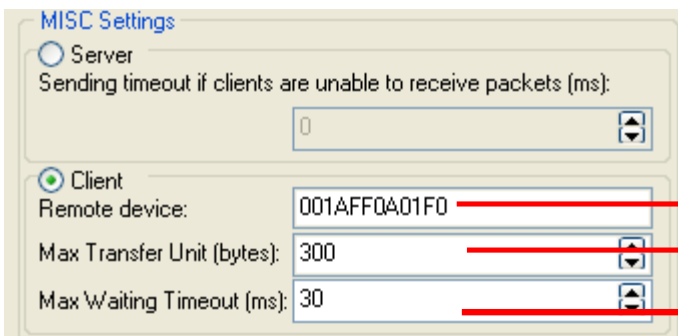 MISC Settings
Server
Sending timeout if clients are unable to receive packets (ms):
0
Client
Remote device: 001AFF0A01F0
Max Transfer Unit (bytes): 300
Max Waiting Timeout (ms): 30